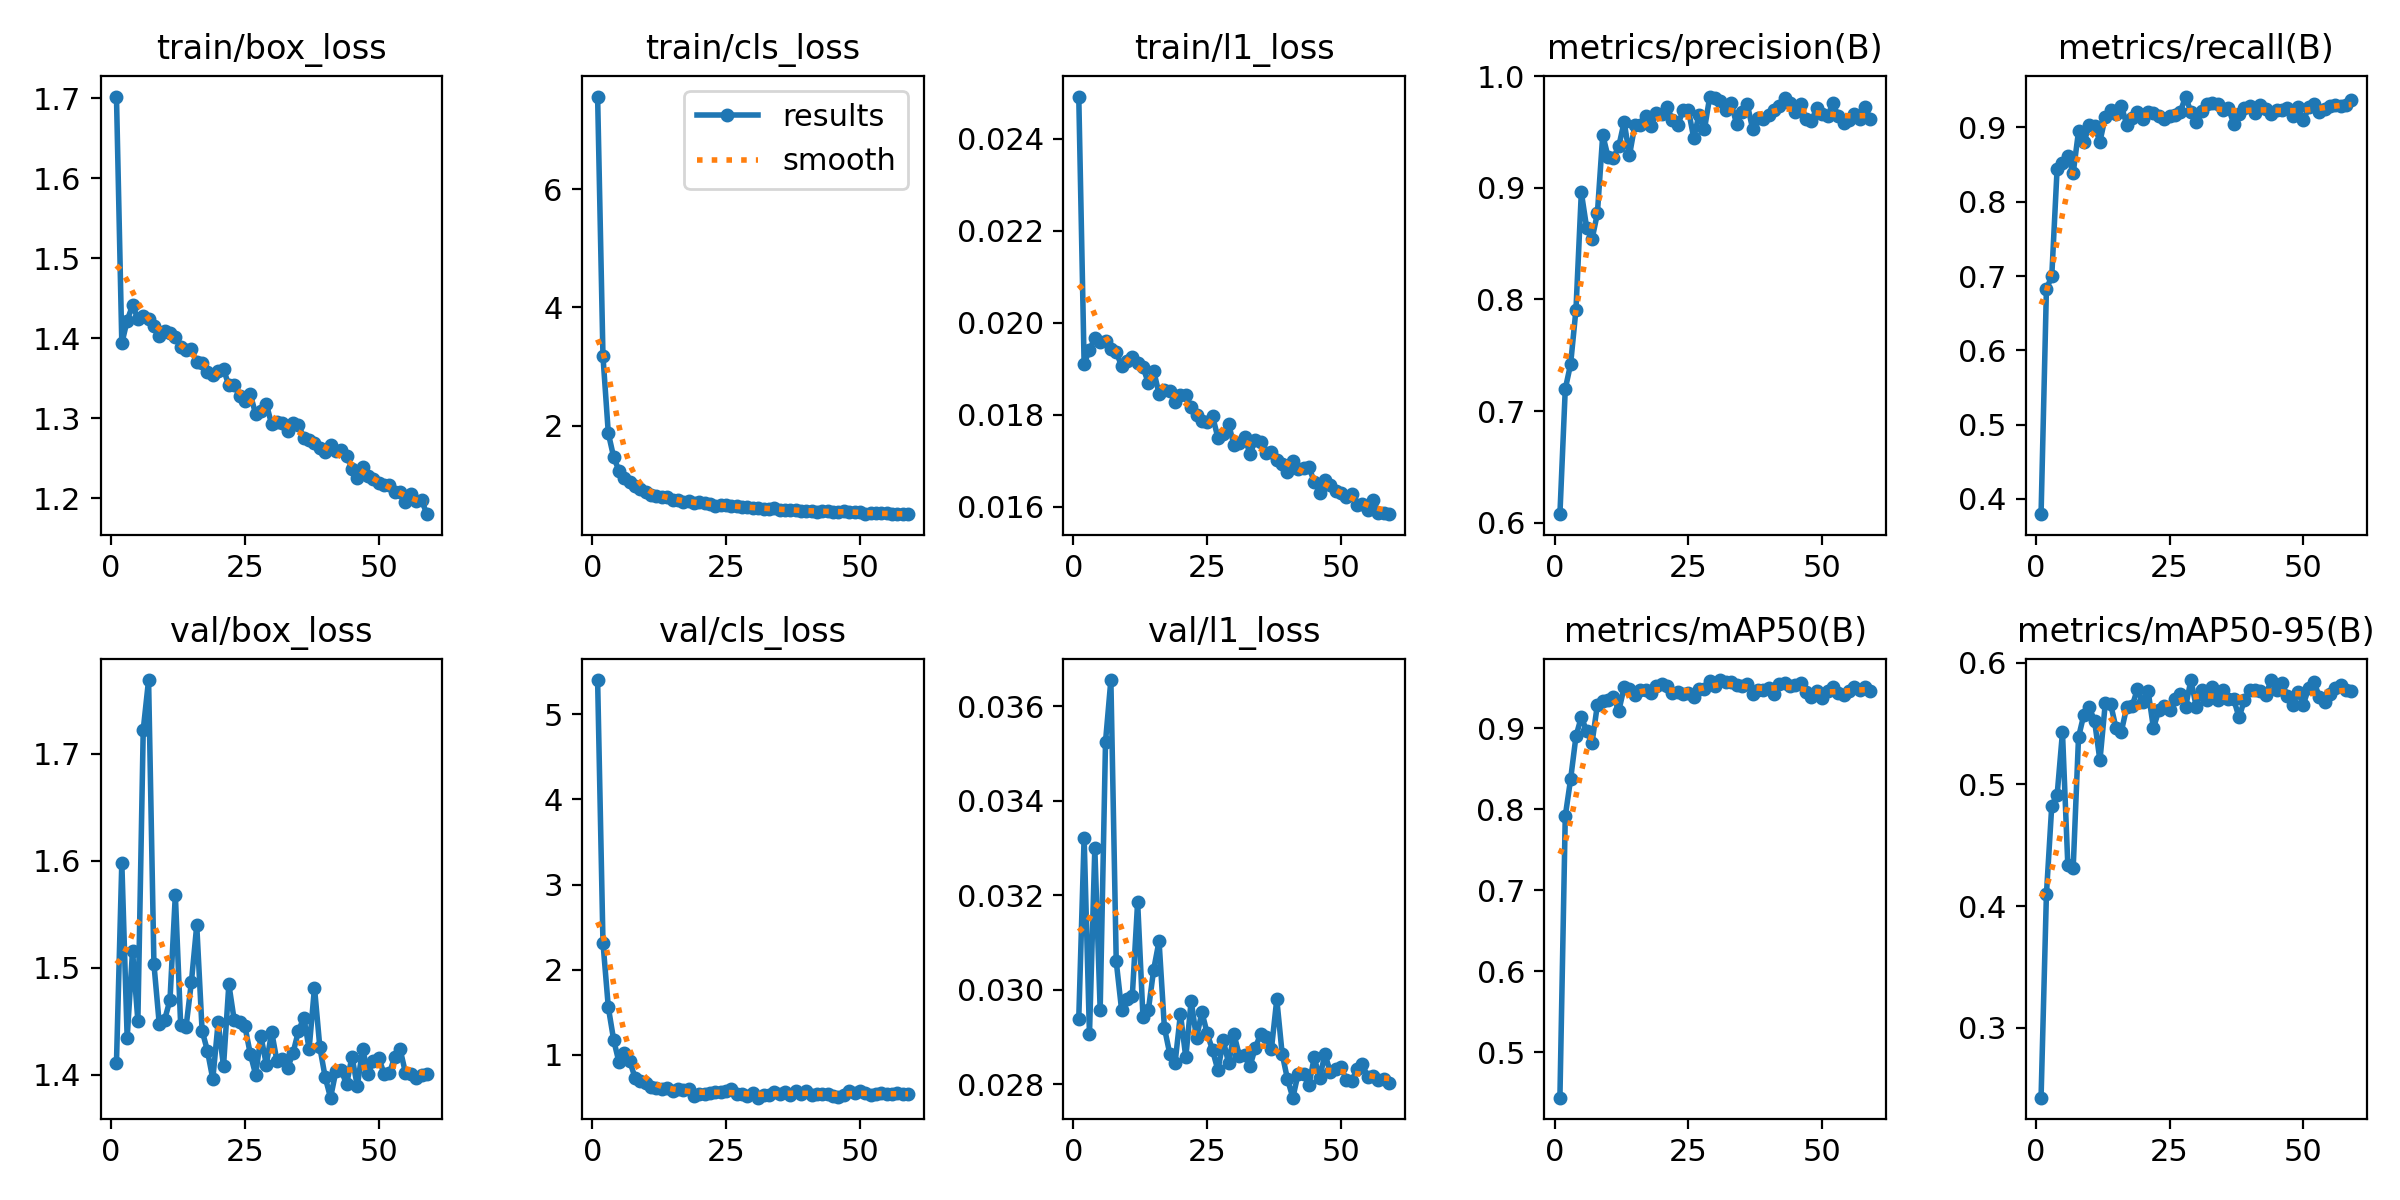 train/box_loss
1.7
1.6
1.5
1.4
1.3
1.2
0 25 50
train/cls_loss
results
smooth
6
4
2
0 25 50
train/l1_loss
0.024
0.022
0.020
0.018
0.016
0 25 50
metrics/precision(B)
1.0
0.9
0.8
0.7
0.6
0 25 50
metrics/recall(B)
0.9
0.8
0.7
0.6
0.5
0.4
0 25 50
val/box_loss
1.7
1.6
1.5
1.4
0 25 50
val/cls_loss
5
4
3
2
1
0 25 50
val/l1_loss
0.036
0.034
0.032
0.030
0.028
0 25 50
metrics/mAP50(B)
0.9
0.8
0.7
0.6
0.5
0 25 50
metrics/mAP50-95(B)
0.6
0.5
0.4
0.3
0 25 50